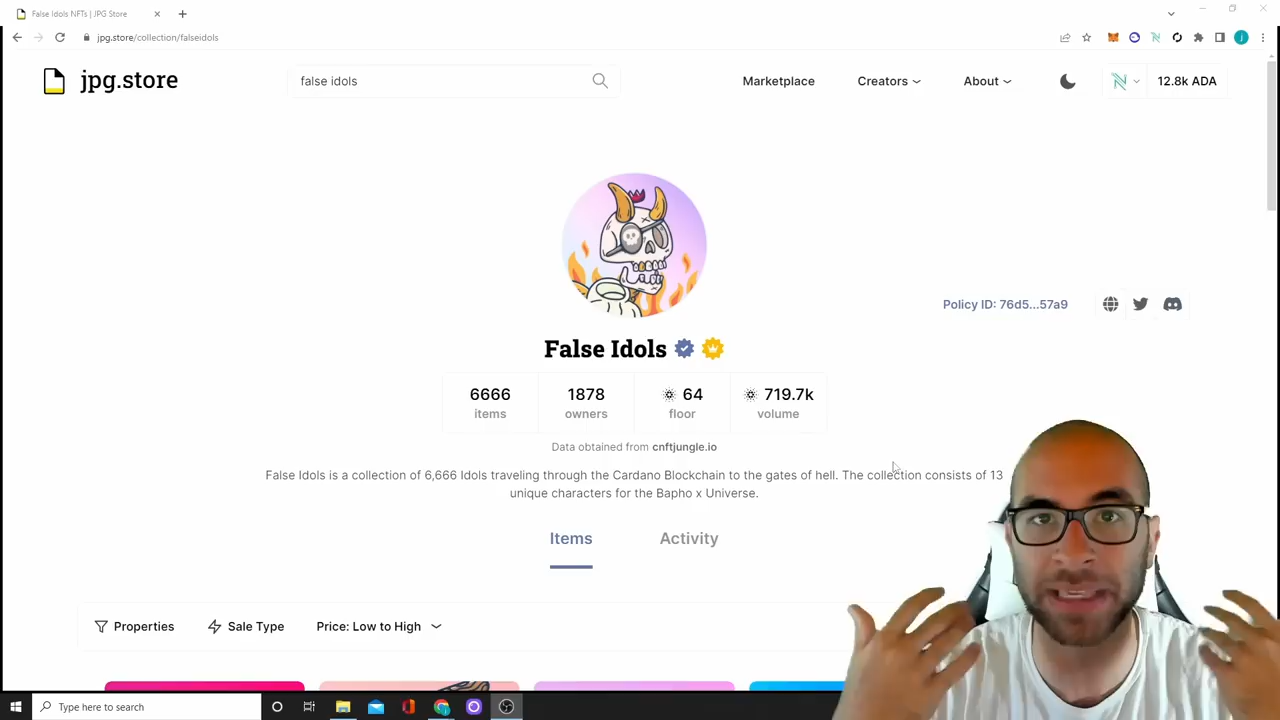 False Idols NFTs | JPG Store
jpg.store/collection/falseidols
j
jpg.store
false idols
Marketplace
Creators
About
12.8k ADA
Policy ID: 76d5...57a9
False Idols
6666
1878
64
719.7k
items
owners
floor
volume
Data obtained from cnftjungle.io
False Idols is a collection of 6,666 Idols traveling through the Cardano Blockchain to the gates of hell. The collection consists of 13
unique characters for the Bapho x Universe.
Items
Activity
Properties
Sale Type
Price: Low to High
Type here to search